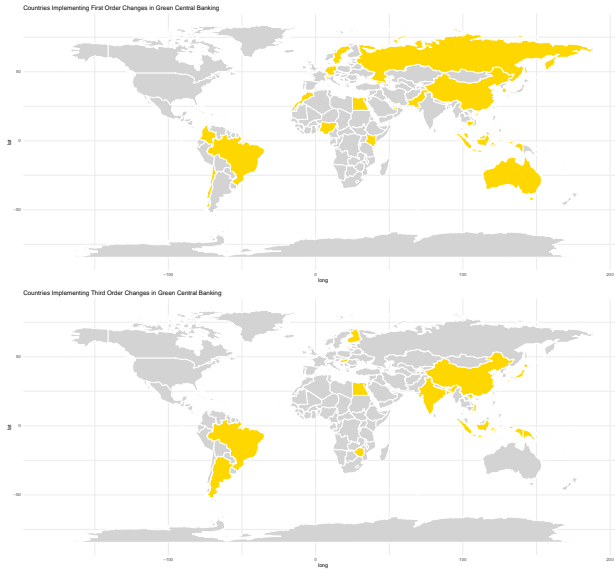 Countries Implementing First Order Changes in Green Central Banking
50
lat
0
−50
−100
0
100
200
long
Countries Implementing Third Order Changes in Green Central Banking
50
lat
0
−50
−100
0
100
200
long